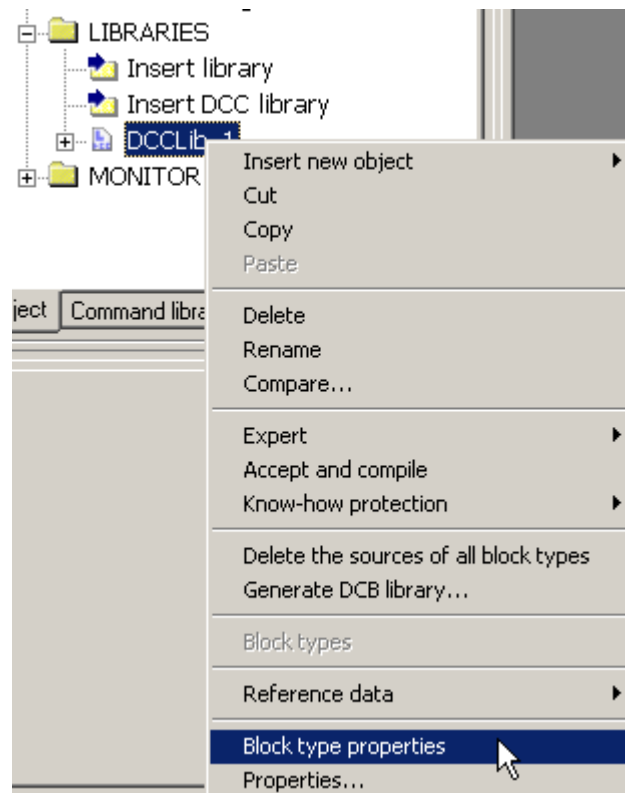 LIBRARIES
Insert library
Insert DCC library
MONITOR
Insert new object
Cut
Copy
Paste
ject
Command libra
Delete
Rename
Compare...
Expert
Accept and compile
Know-how protection
Delete the sources of all block types
Generate DCB library...
Block types
Reference data
Block type properties
Properties...